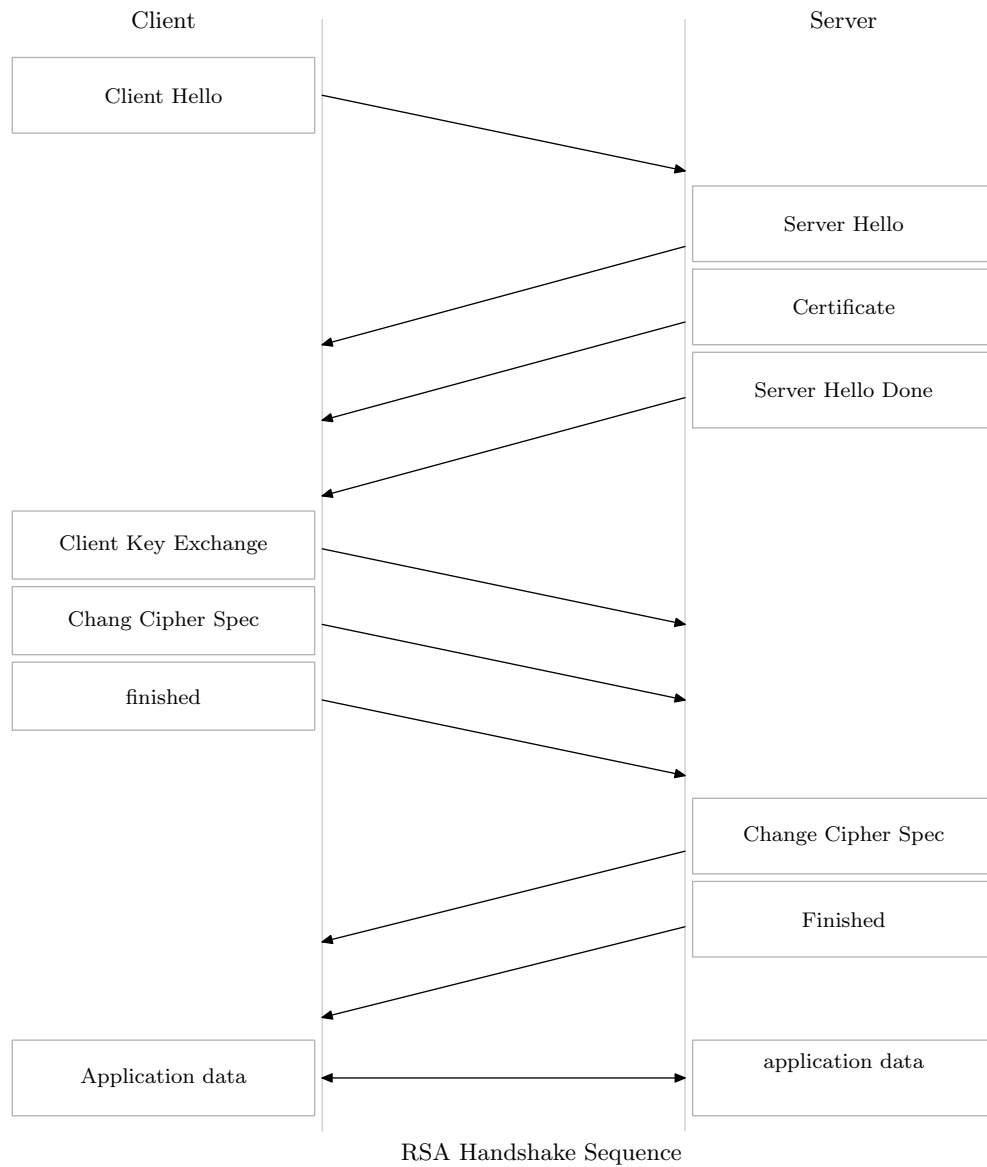 Client
Server
Client Hello
Server Hello
Certificate
Server Hello Done
Client Key Exchange
Chang Cipher Spec
finished
Change Cipher Spec
Finished
Application data
application data
RSA Handshake Sequence